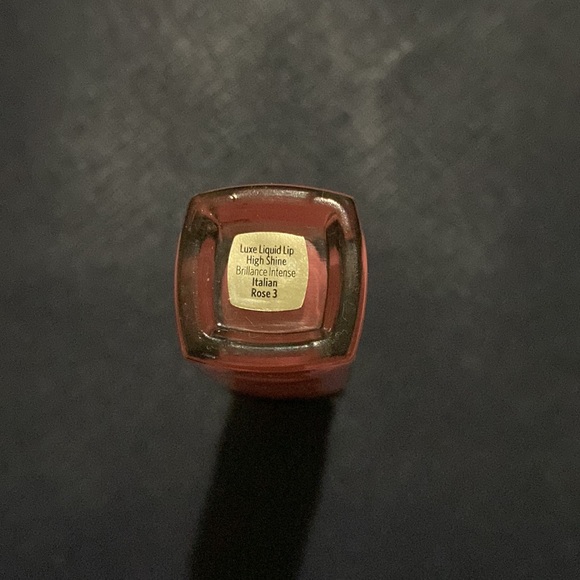 Luxe Liquid Lip
High Shine
Brillance Intense
Italian
Rose 3